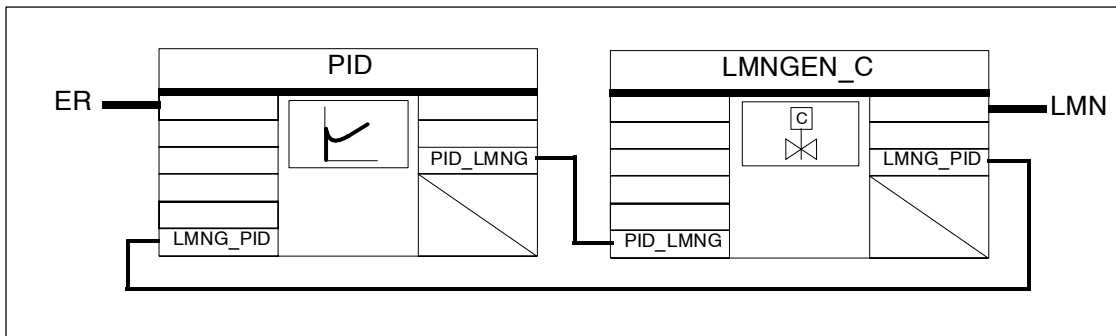 PID
LMNGEN_C
ER
LMN
C
PID_LMNG
LMNG_PID
LMNG_PID
PID_LMNG